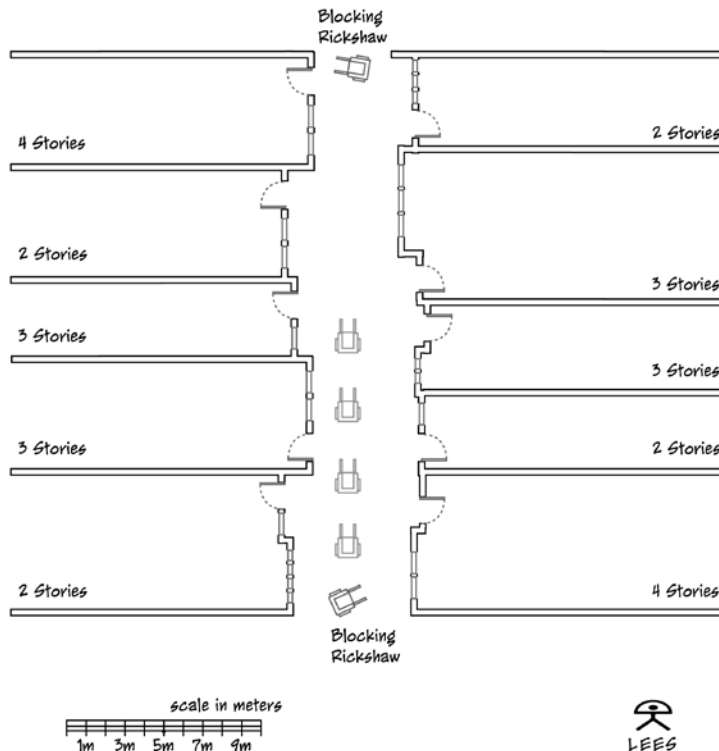 Blocking
Rickshaw
4 Stories
2 Stories
2 Stories
3 Stories
3 Stories
3 Stories
3 Stories
2 Stories
2 Stories
4 Stories
Blocking
Rickshaw
scale in meters
1m 3m 5m 7m 9m
LEES